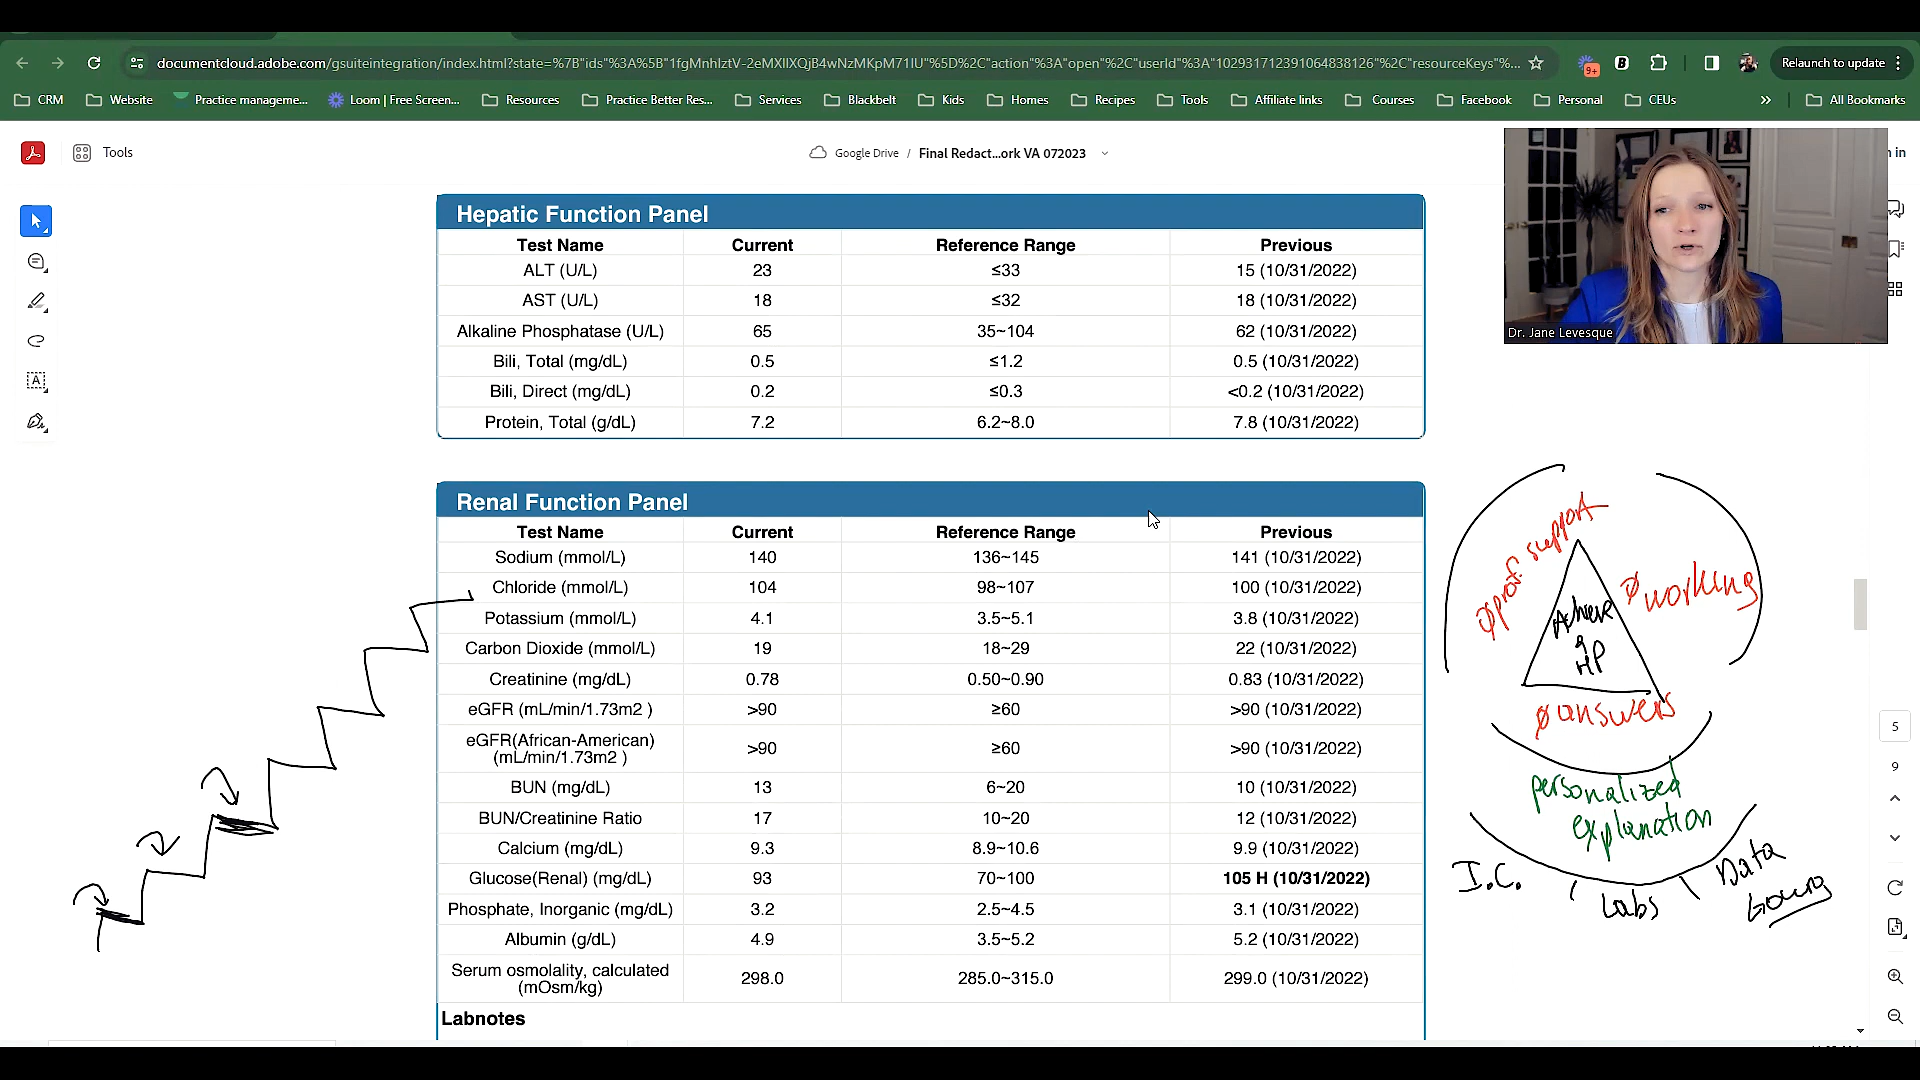 documentcloud.adobe.com/gsuiteintegration/index.html?state=%7B"ids"%3A%5B"1fgMnhIztV-2eMXIIXQjB4wNzMKpM71IU"%5D%2C"action"%3A"open"%2C"userId"%3A"102931712391064838126"%2C"resourceKeys"%...
9+
Relaunch to update
CRM Website Practice manageme... Loom | Free Screen... Resources Practice Better Res... Services Blackbelt Kids Homes Recipes Tools Affiliate links Courses Facebook Personal CEUs » All Bookmarks
Tools
Google Drive / Final Redact...ork VA 072023
n in
Dr. Jane Levesque
Hepatic Function Panel
Test Name Current Reference Range Previous
ALT (U/L) 23 ≤33 15 (10/31/2022)
AST (U/L) 18 ≤32 18 (10/31/2022)
Alkaline Phosphatase (U/L) 65 35~104 62 (10/31/2022)
Bili, Total (mg/dL) 0.5 ≤1.2 0.5 (10/31/2022)
Bili, Direct (mg/dL) 0.2 ≤0.3 <0.2 (10/31/2022)
Protein, Total (g/dL) 7.2 6.2~8.0 7.8 (10/31/2022)
Renal Function Panel
Test Name Current Reference Range Previous
Sodium (mmol/L) 140 136~145 141 (10/31/2022)
Chloride (mmol/L) 104 98~107 100 (10/31/2022)
Potassium (mmol/L) 4.1 3.5~5.1 3.8 (10/31/2022)
Carbon Dioxide (mmol/L) 19 18~29 22 (10/31/2022)
Creatinine (mg/dL) 0.78 0.50~0.90 0.83 (10/31/2022)
eGFR (mL/min/1.73m2 ) >90 ≥60 >90 (10/31/2022)
eGFR(African-American)
(mL/min/1.73m2 ) >90 ≥60 >90 (10/31/2022)
BUN (mg/dL) 13 6~20 10 (10/31/2022)
BUN/Creatinine Ratio 17 10~20 12 (10/31/2022)
Calcium (mg/dL) 9.3 8.9~10.6 9.9 (10/31/2022)
Glucose(Renal) (mg/dL) 93 70~100 105 H (10/31/2022)
Phosphate, Inorganic (mg/dL) 3.2 2.5~4.5 3.1 (10/31/2022)
Albumin (g/dL) 4.9 3.5~5.2 5.2 (10/31/2022)
Serum osmolality, calculated
(mOsm/kg) 298.0 285.0~315.0 299.0 (10/31/2022)
Labnotes
Ø prof. support
Ø working
HP
Ø answers
personalized
explanation
I.C.
Labs
Data
5
9